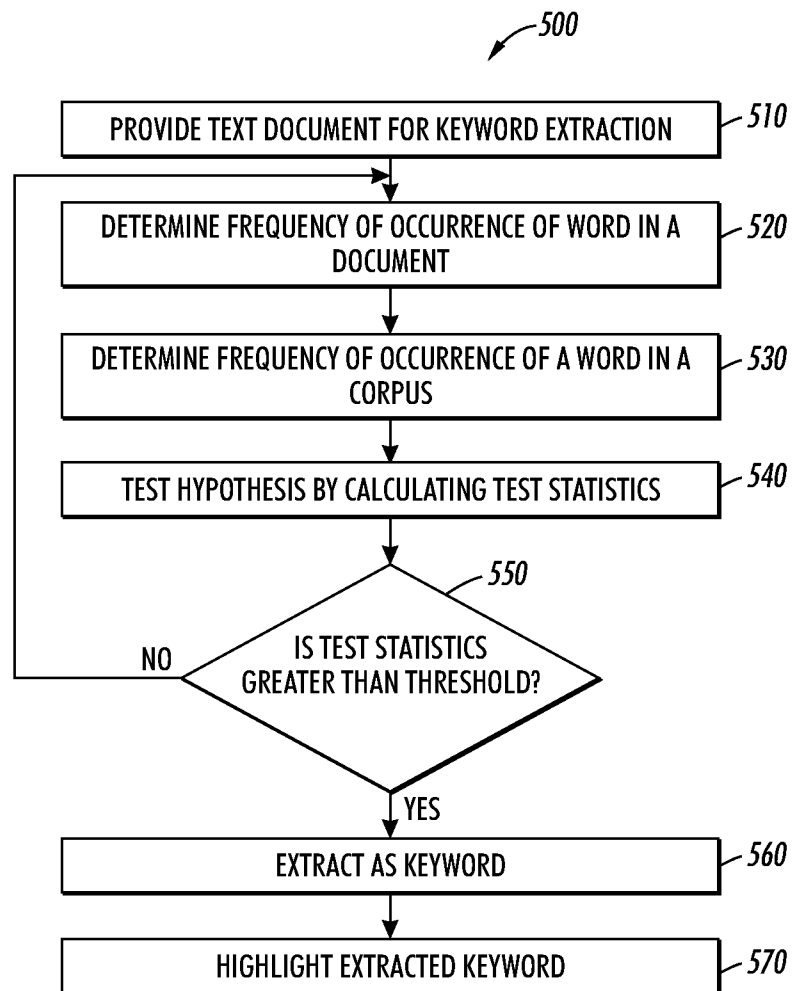 500
PROVIDE TEXT DOCUMENT FOR KEYWORD EXTRACTION
510
DETERMINE FREQUENCY OF OCCURRENCE OF WORD IN A
DOCUMENT
520
DETERMINE FREQUENCY OF OCCURRENCE OF A WORD IN A
CORPUS
530
TEST HYPOTHESIS BY CALCULATING TEST STATISTICS
540
550
IS TEST STATISTICS
GREATER THAN THRESHOLD?
NO
YES
EXTRACT AS KEYWORD
560
HIGHLIGHT EXTRACTED KEYWORD
570